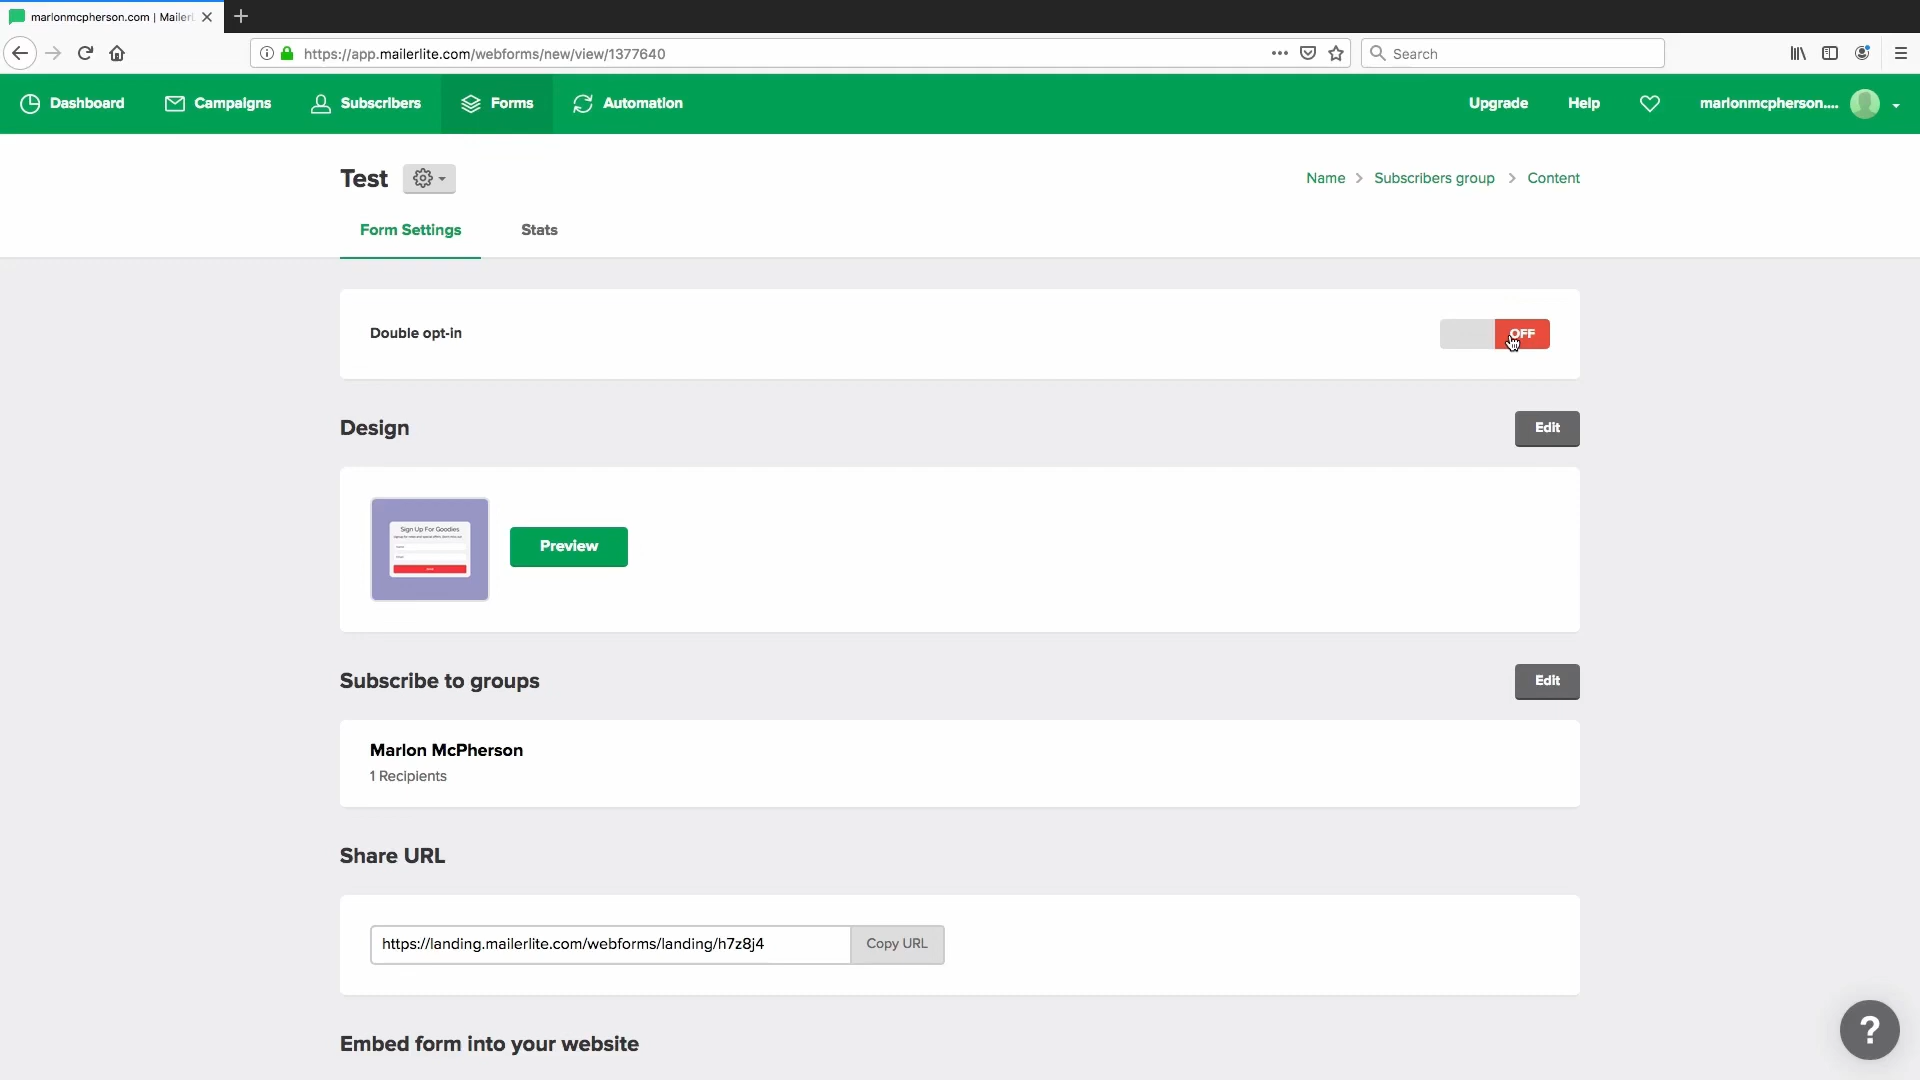 marlonmcpherson.com | Mailer
https://app.mailerlite.com/webforms/new/view/1377640
Search
Dashboard
Campaigns
Subscribers
Forms
Automation
Upgrade
Help
marlonmcpherson....
Test
Name > Subscribers group > Content
Form Settings
Stats
Double opt-in
OFF
Design
Edit
Sign Up For Goodies
Preview
Subscribe to groups
Edit
Marlon McPherson
1 Recipients
Share URL
https://landing.mailerlite.com/webforms/landing/h7z8j4
Copy URL
Embed form into your website
?